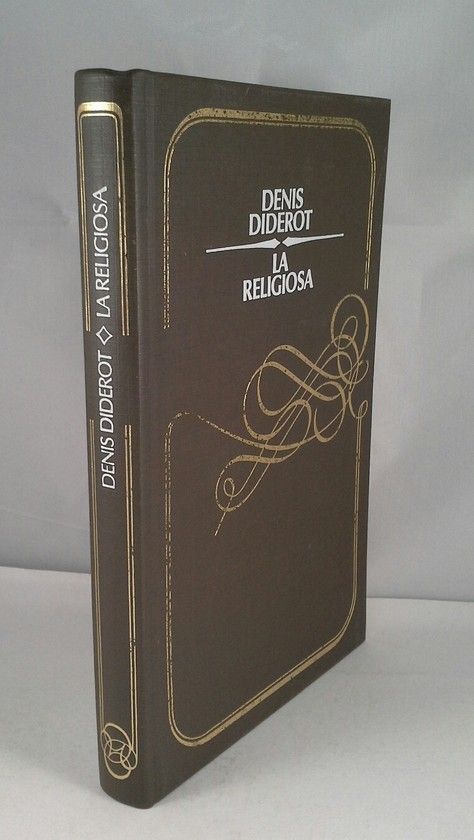 DENIS
DIDEROT
LA
RELIGIOSA
DENIS DIDEROT ◇ LA RELIGIOSA